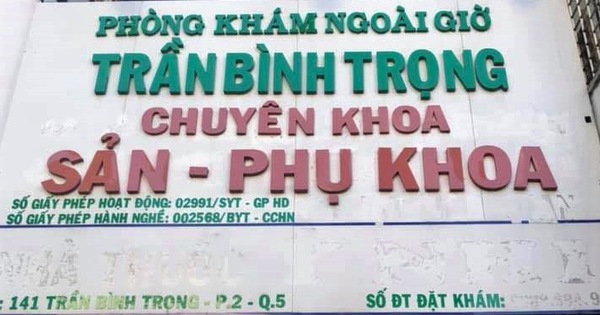 PHÒNG KHÁM NGOÀI GIỜ
TRẦN BÌNH TRỌNG
CHUYÊN KHOA
SẢN - PHỤ KHOA
SỐ GIẤY PHÉP HOẠT ĐỘNG: 02991/SYT - GP HD
SỐ GIẤY PHÉP HÀNH NGHỀ: 002568/BYT - CCHN
: 141 TRẦN BÌNH TRỌNG - P.2 - Q.5
SỐ ĐT ĐẶT KHÁM: